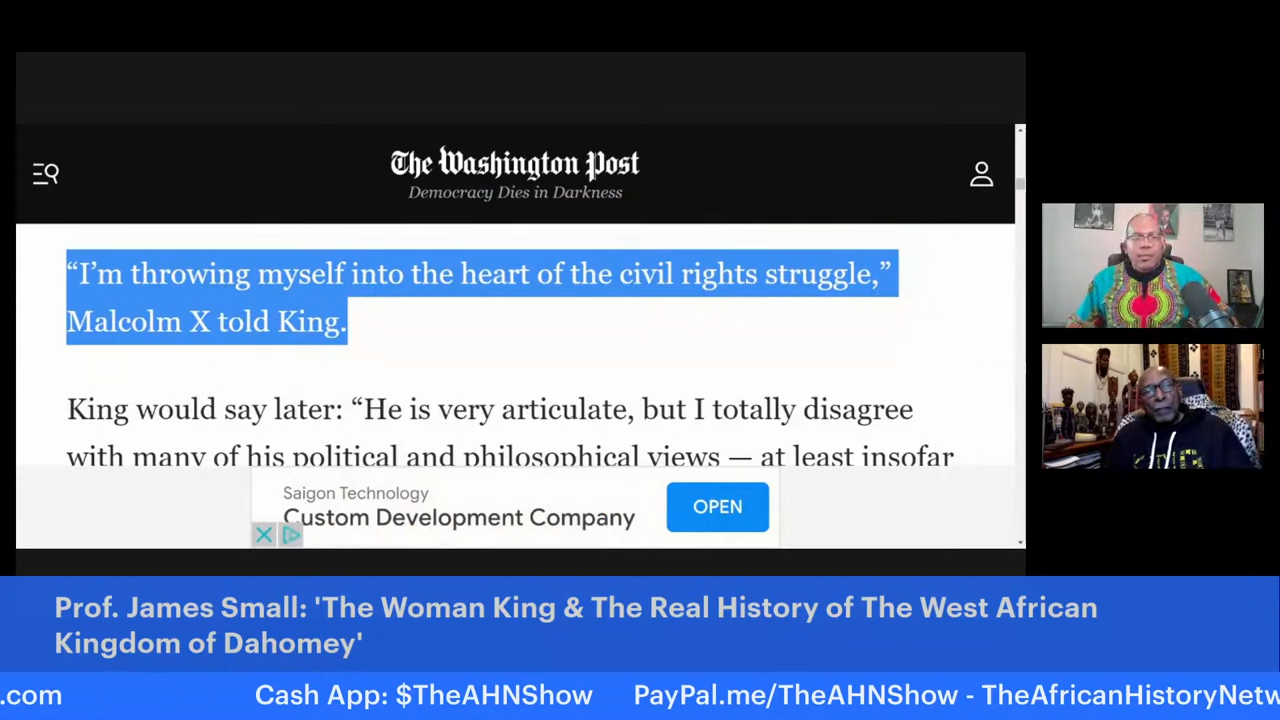 The Washington Post
Democracy Dies in Darkness
“I’m throwing myself into the heart of the civil rights struggle,”
Malcolm X told King.
King would say later: “He is very articulate, but I totally disagree
with many of his political and philosophical views — at least insofar
Saigon Technology
Custom Development Company
OPEN
Prof. James Small: 'The Woman King & The Real History of The West African
Kingdom of Dahomey'
.com Cash App: $TheAHNShow PayPal.me/TheAHNShow - TheAfricanHistoryNetw